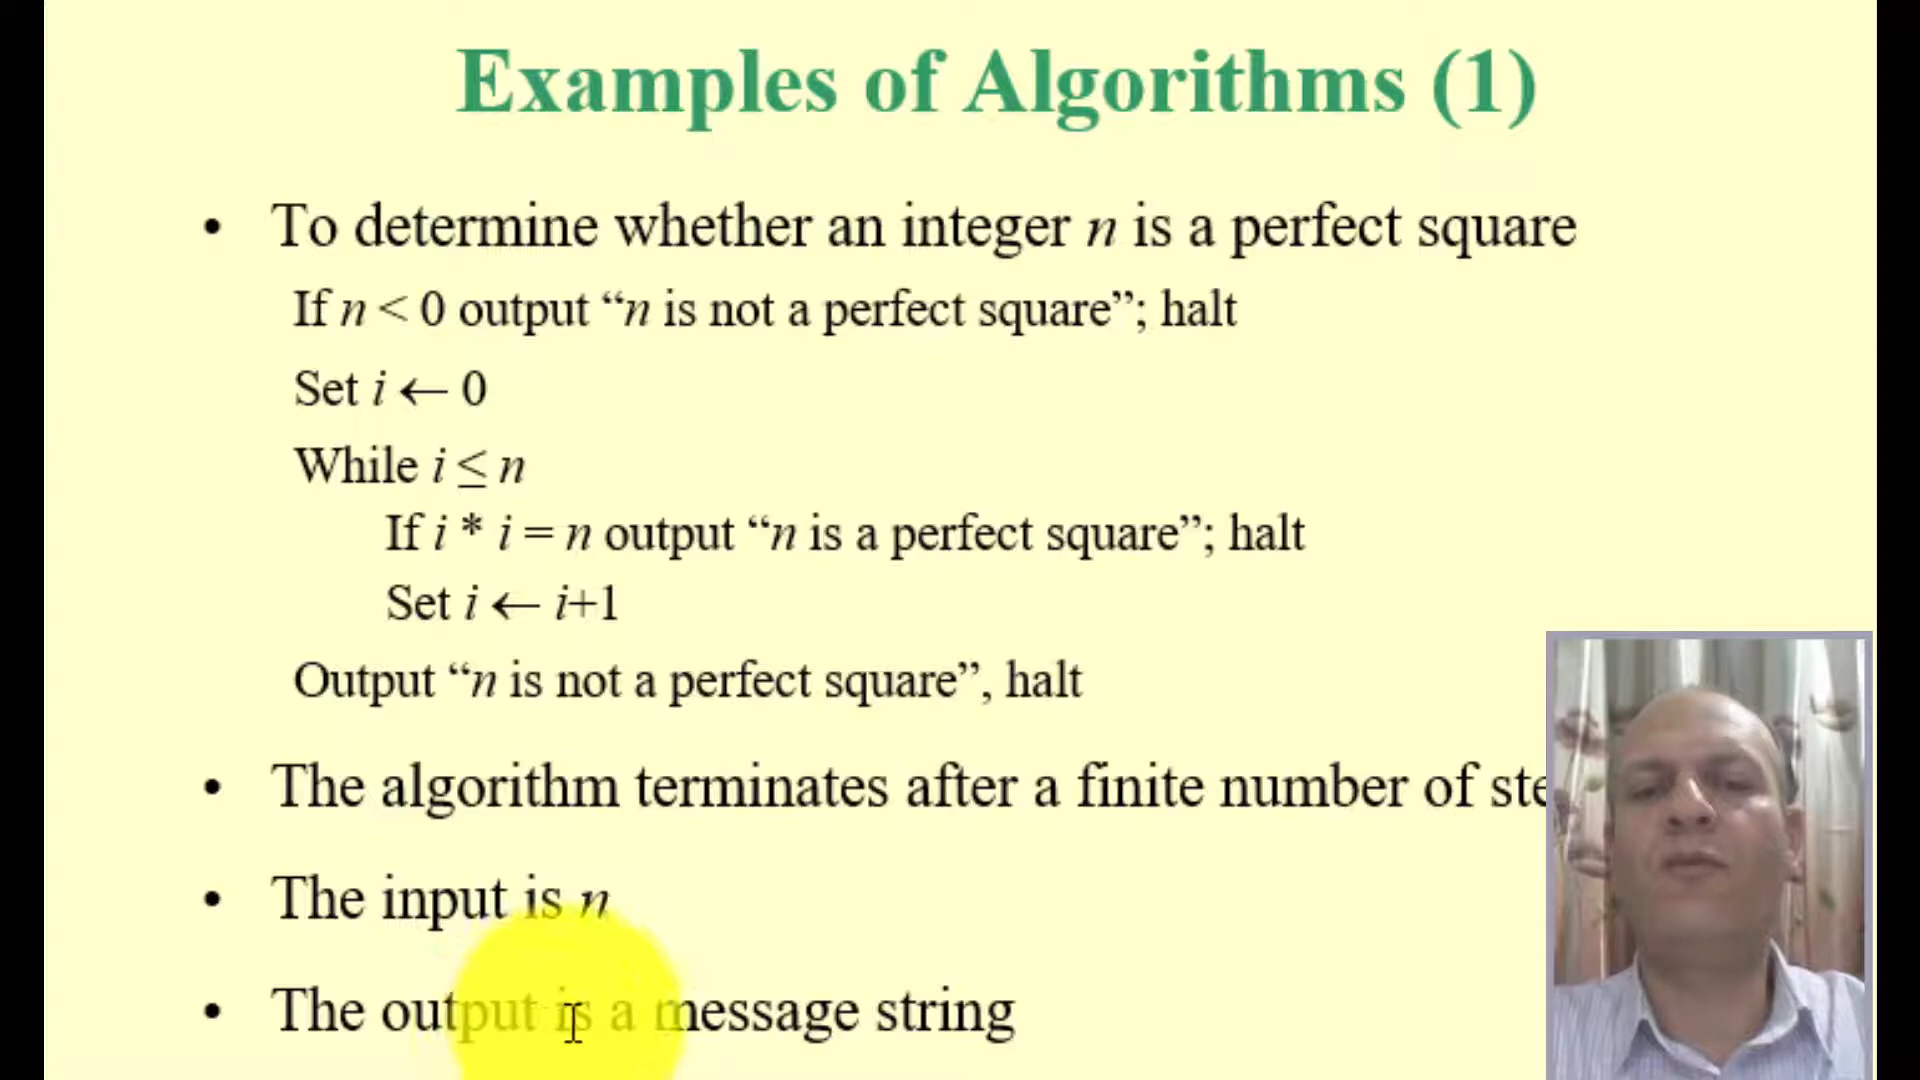 Examples of Algorithms (1)
• To determine whether an integer n is a perfect square
If n < 0 output “n is not a perfect square”; halt
Set i ← 0
While i ≤ n
If i * i = n output “n is a perfect square”; halt
Set i ← i+1
Output “n is not a perfect square”, halt
• The algorithm terminates after a finite number of
• The input is n
• The output is a message string